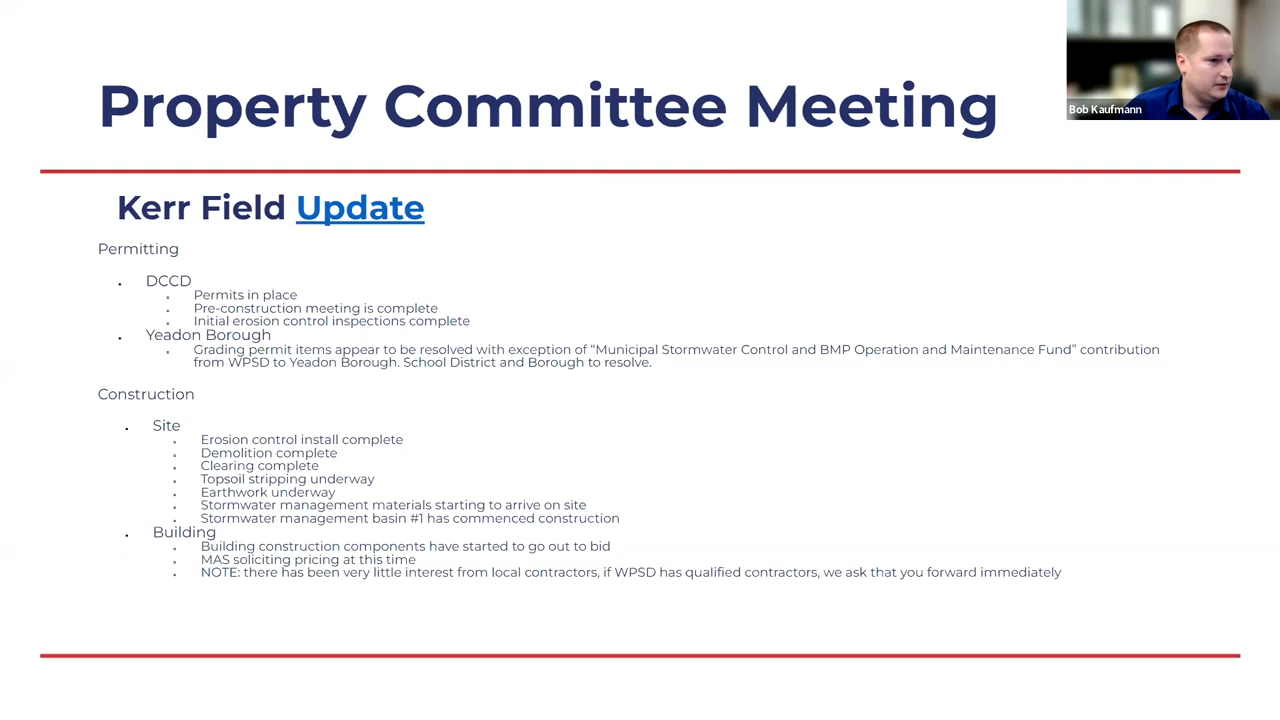 Property Committee Meeting
Bob Kaufmann
Kerr Field Update
Permitting
DCCD
Permits in place
Pre-construction meeting is complete
Initial erosion control inspections complete
Yeadon Borough
Grading permit items appear to be resolved with exception of “Municipal Stormwater Control and BMP Operation and Maintenance Fund” contribution
from WPSD to Yeadon Borough. School District and Borough to resolve.
Construction
Site
Erosion control install complete
Demolition complete
Clearing complete
Topsoil stripping underway
Earthwork underway
Stormwater management materials starting to arrive on site
Stormwater management basin #1 has commenced construction
Building
Building construction components have started to go out to bid
MAS soliciting pricing at this time
NOTE: there has been very little interest from local contractors, if WPSD has qualified contractors, we ask that you forward immediately